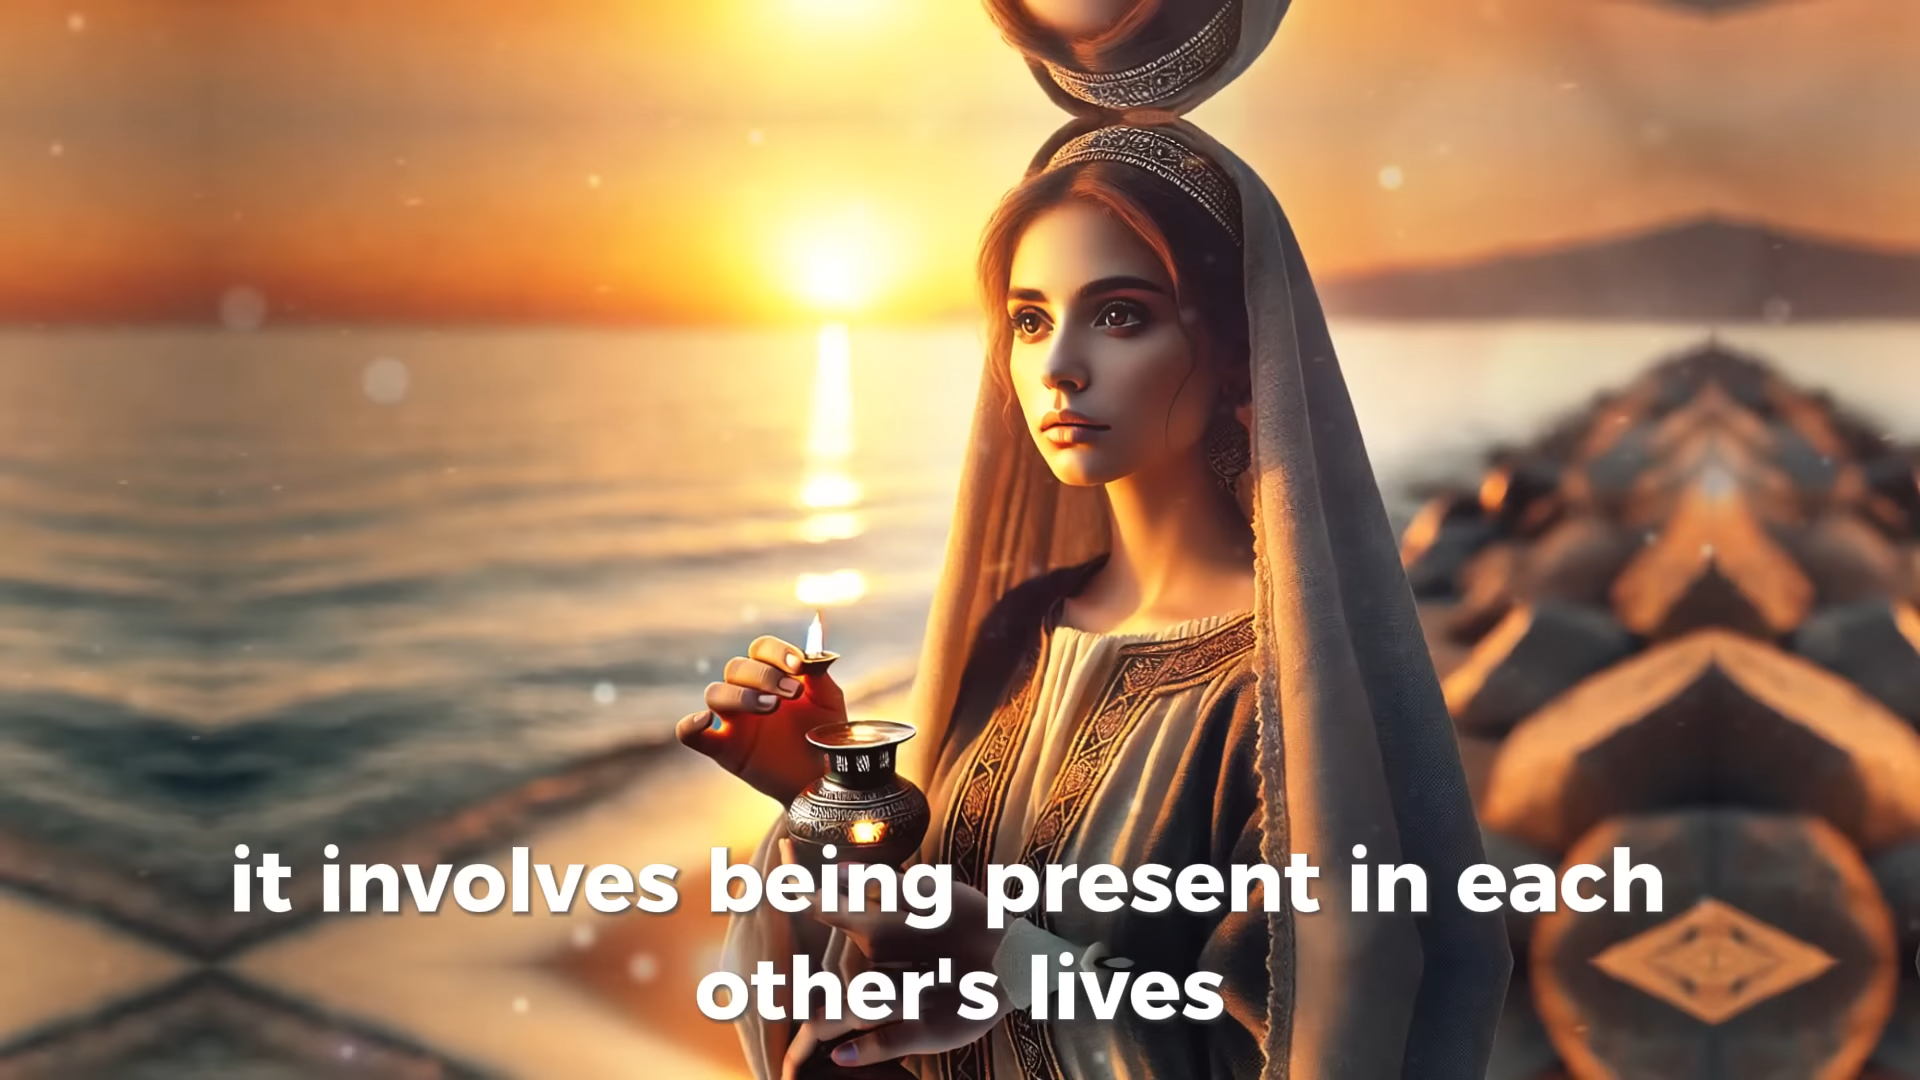 it involves being present in each
other's lives